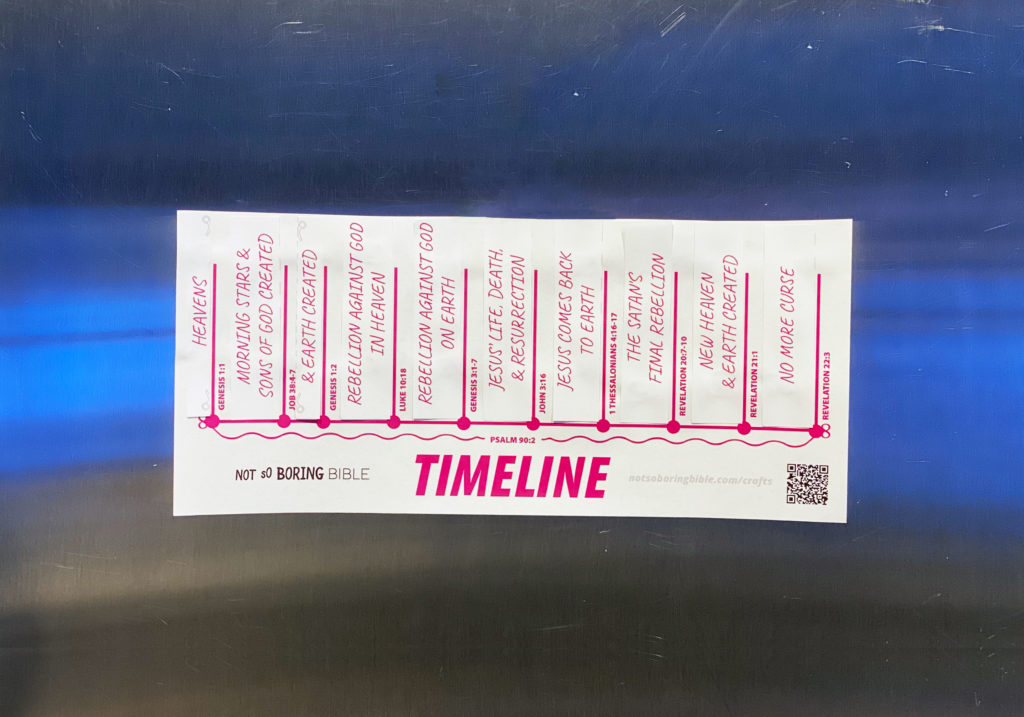 HEAVENS
GENESIS 1:1
MORNING STARS &
SONS OF GOD CREATED
JOB 38:4-7
& EARTH CREATED
GENESIS 1:2
REBELLION AGAINST GOD
IN HEAVEN
LUKE 10:18
REBELLION AGAINST GOD
ON EARTH
GENESIS 3:1-7
JESUS' LIFE, DEATH,
& RESURRECTION
JOHN 3:16
JESUS COMES BACK
TO EARTH
1 THESSALONIANS 4:16-17
THE SATAN'S
FINAL REBELLION
REVELATION 20:7-10
NEW HEAVEN
& EARTH CREATED
REVELATION 21:1
NO MORE CURSE
REVELATION 22:3
PSALM 90:2
NOT SO BORING BIBLE
TIMELINE
notsoboringbible.com/crafts